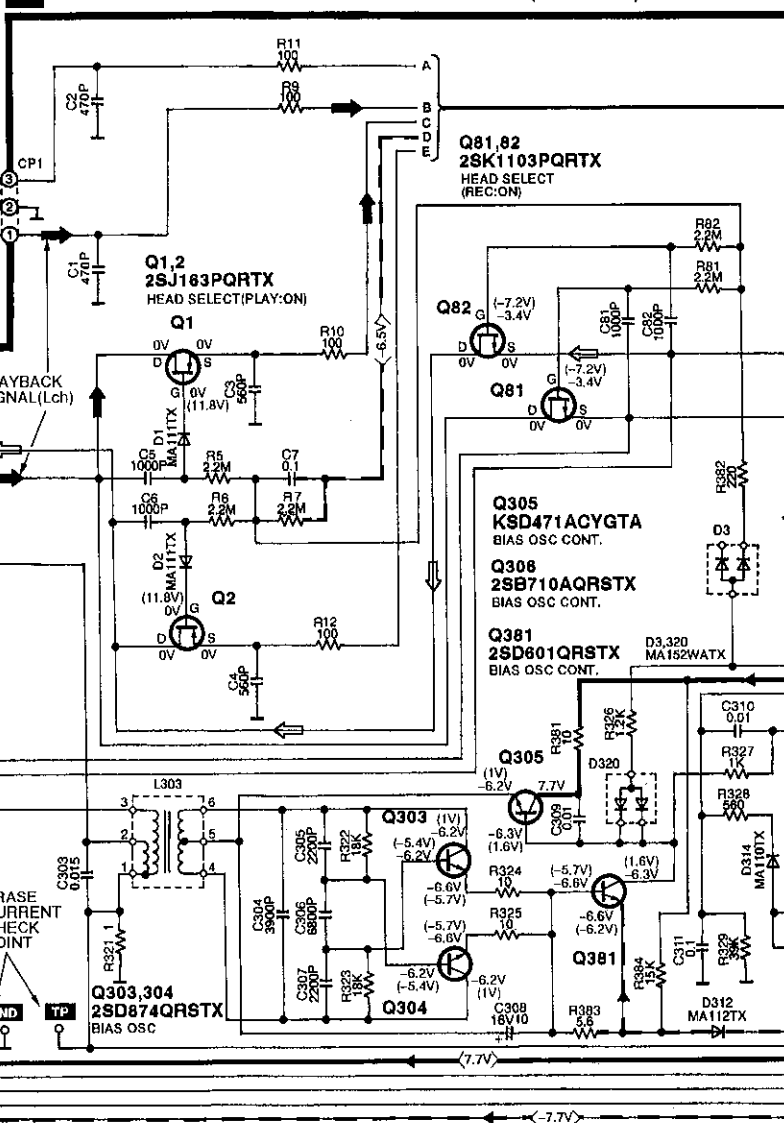 R11
100
A
R9
100
B
C
D
E
C2
470P
CP1
3
2
1
C1
470P
Q81,82
2SK1103PQRTX
HEAD SELECT
(REC:ON)
Q1,2
2SJ163PQRTX
HEAD SELECT(PLAY:ON)
R82
2.2M
R81
2.2M
Q82
G
(-7.2V)
-3.4V
D
0V
S
0V
C81
1000P
C82
1000P
Q1
0V
0V
D
S
G
0V
(11.8V)
R10
100
C3
560P
-6.5V
G
(-7.2V)
-3.4V
Q81
D
0V
S
0V
AYBACK
GNAL(Lch)
D1
MA111TX
C5
1000P
R5
2.2M
C7
0.1
C6
1000P
R6
2.2M
R7
2.2M
R382
220
Q305
KSD471ACYGTA
BIAS OSC CONT.
D3
D2
MA111TX
Q306
2SB710AQRSTX
BIAS OSC CONT.
(11.8V)
0V
G
Q2
D
0V
S
0V
R12
100
C4
560P
Q381
2SD601QRSTX
BIAS OSC CONT.
D3,320
MA152WATX
R381
10
R326
1.2K
C310
0.01
R327
1K
R328
560
L303
Q305
(1V)
-6.2V
7.7V
D320
-6.3V
(1.6V)
C309
0.01
3
2
1
6
5
4
C303
0.015
C304
3900P
C305
2200P
C306
6800P
C307
2200P
R322
18K
R323
18K
Q303
(1V)
-6.2V
(-5.4V)
-6.2V
-6.6V
(-5.7V)
(-5.7V)
-6.6V
-6.2V
(-5.4V)
-6.2V
(1V)
Q304
R324
10
R325
10
(-5.7V)
-6.6V
(1.6V)
-6.3V
-6.6V
(-6.2V)
Q381
D314
MA110TX
R384
15K
C311
0.1
R329
39K
RASE
URRENT
HECK
OINT
R321
1
ND
TP
Q303,304
2SD874QRSTX
BIAS OSC
C308
16V10
+
R383
5.6
D312
MA112TX
(7.7V)
-7.7V